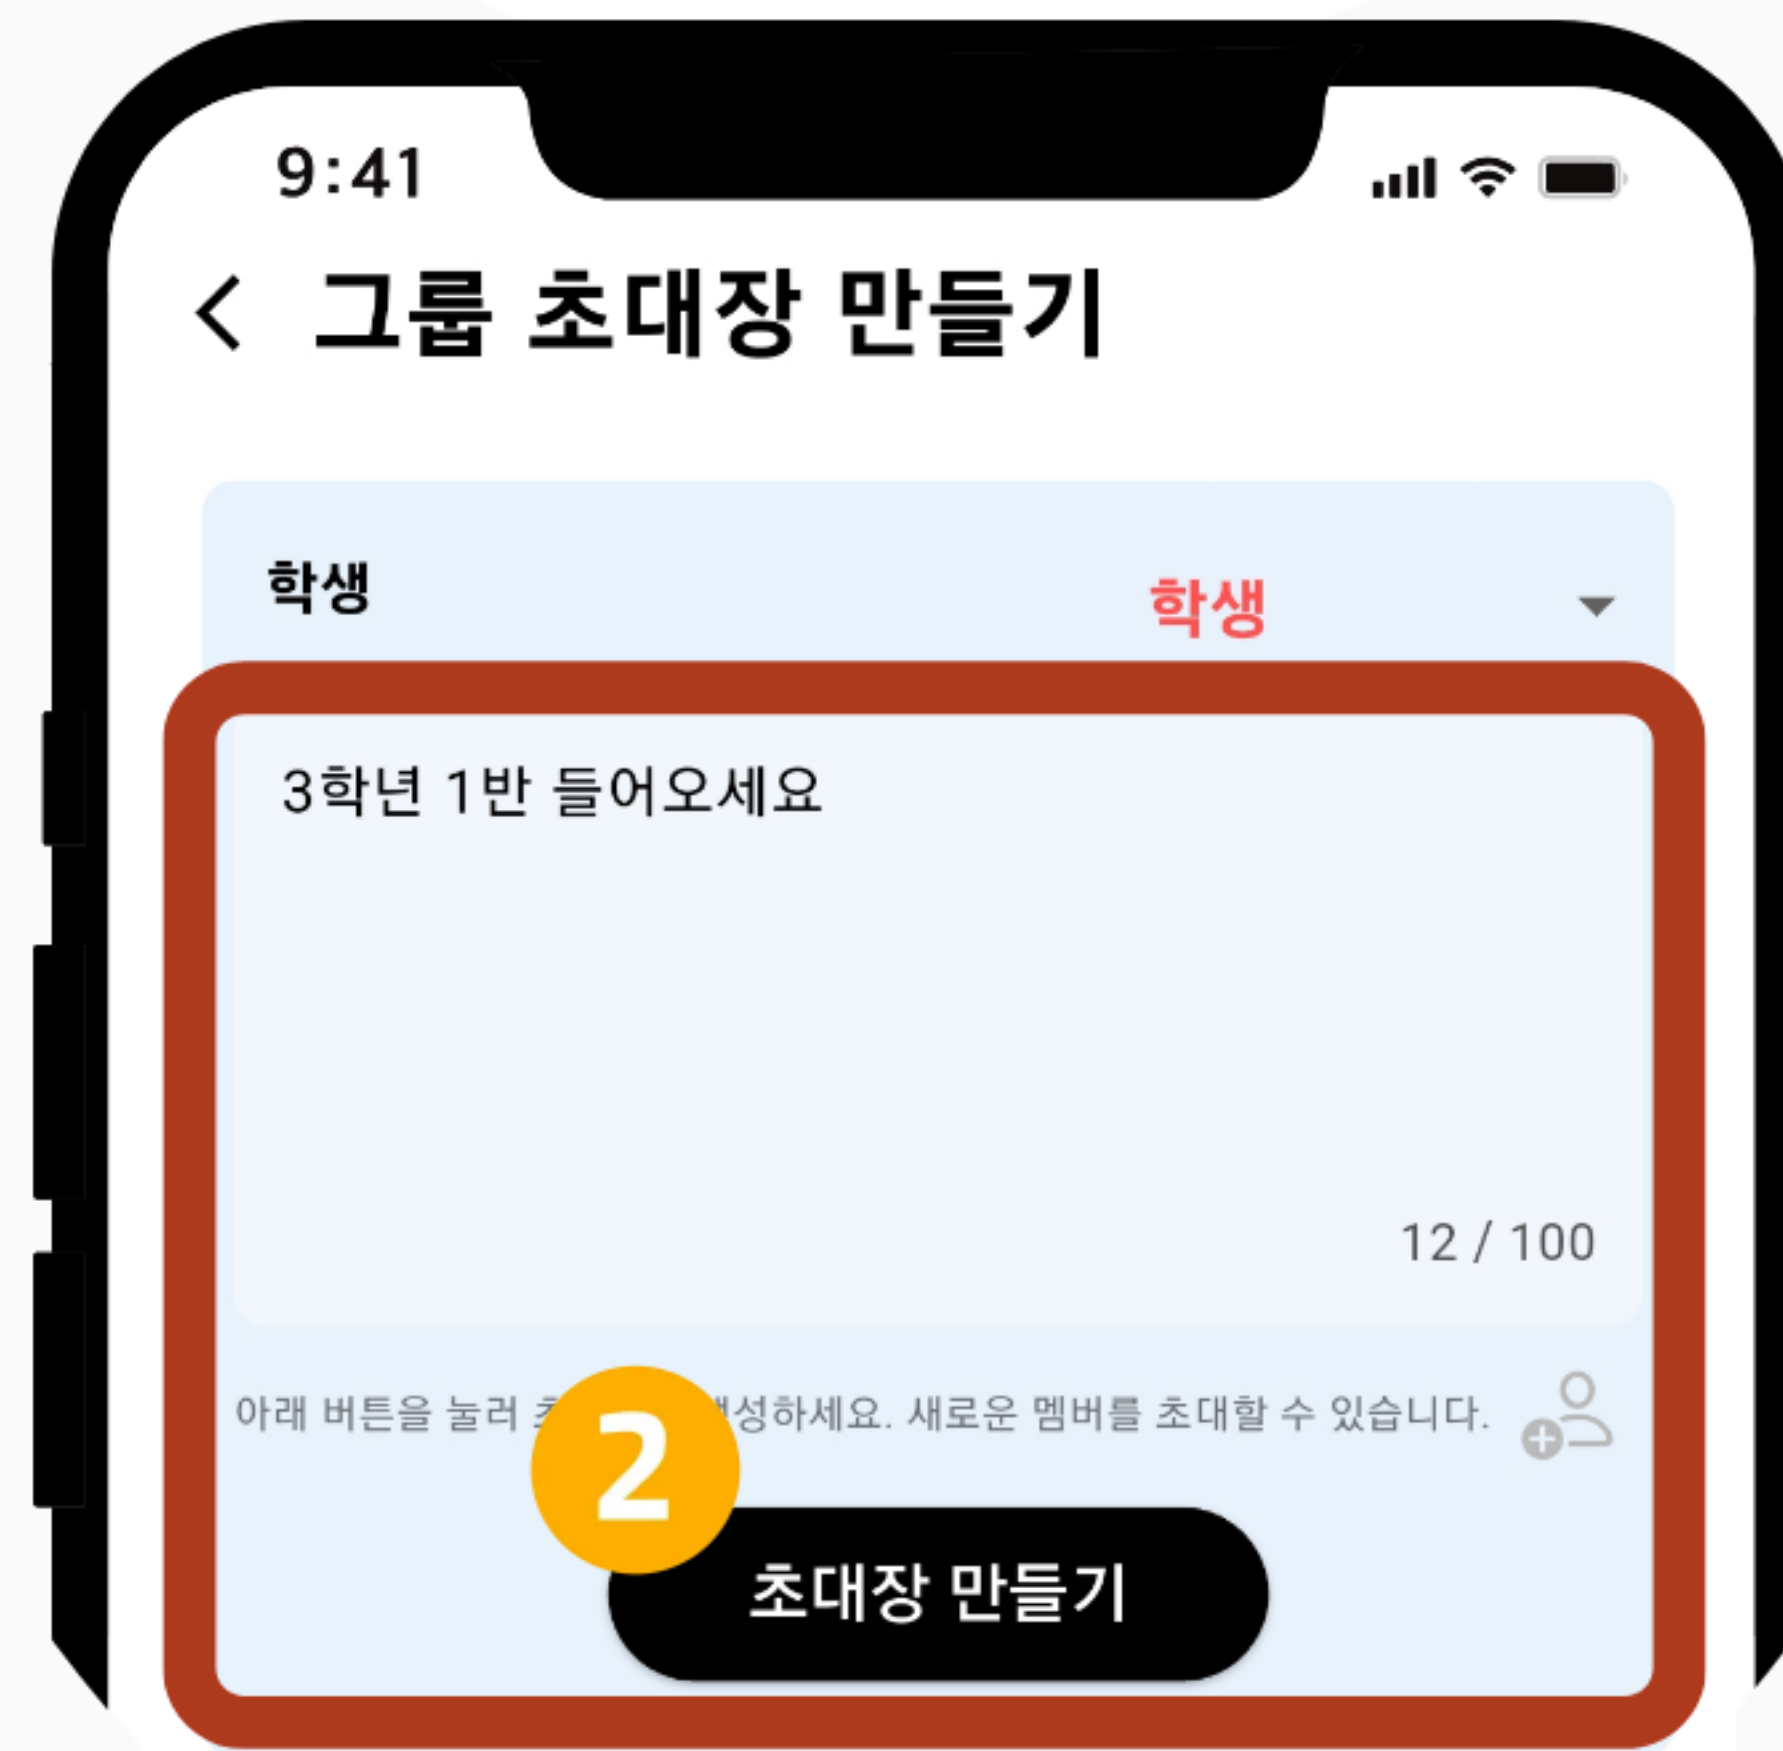 9:41
그룹 초대장 만들기
학생
학생
3학년 1반 들어오세요
12 / 100
아래 버튼을 눌러 성하세요. 새로운 멤버를 초대할 수 있습니다.
2
초대장 만들기